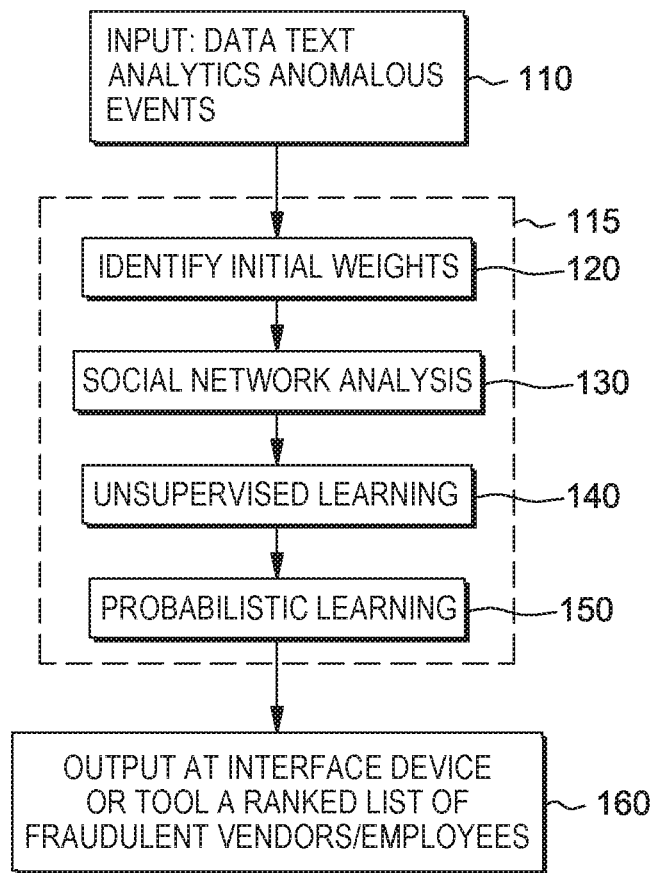 INPUT: DATA TEXT
ANALYTICS ANOMALOUS
EVENTS
110
115
IDENTIFY INITIAL WEIGHTS
120
SOCIAL NETWORK ANALYSIS
130
UNSUPERVISED LEARNING
140
PROBABILISTIC LEARNING
150
OUTPUT AT INTERFACE DEVICE
OR TOOL A RANKED LIST OF
FRAUDULENT VENDORS/EMPLOYEES
160